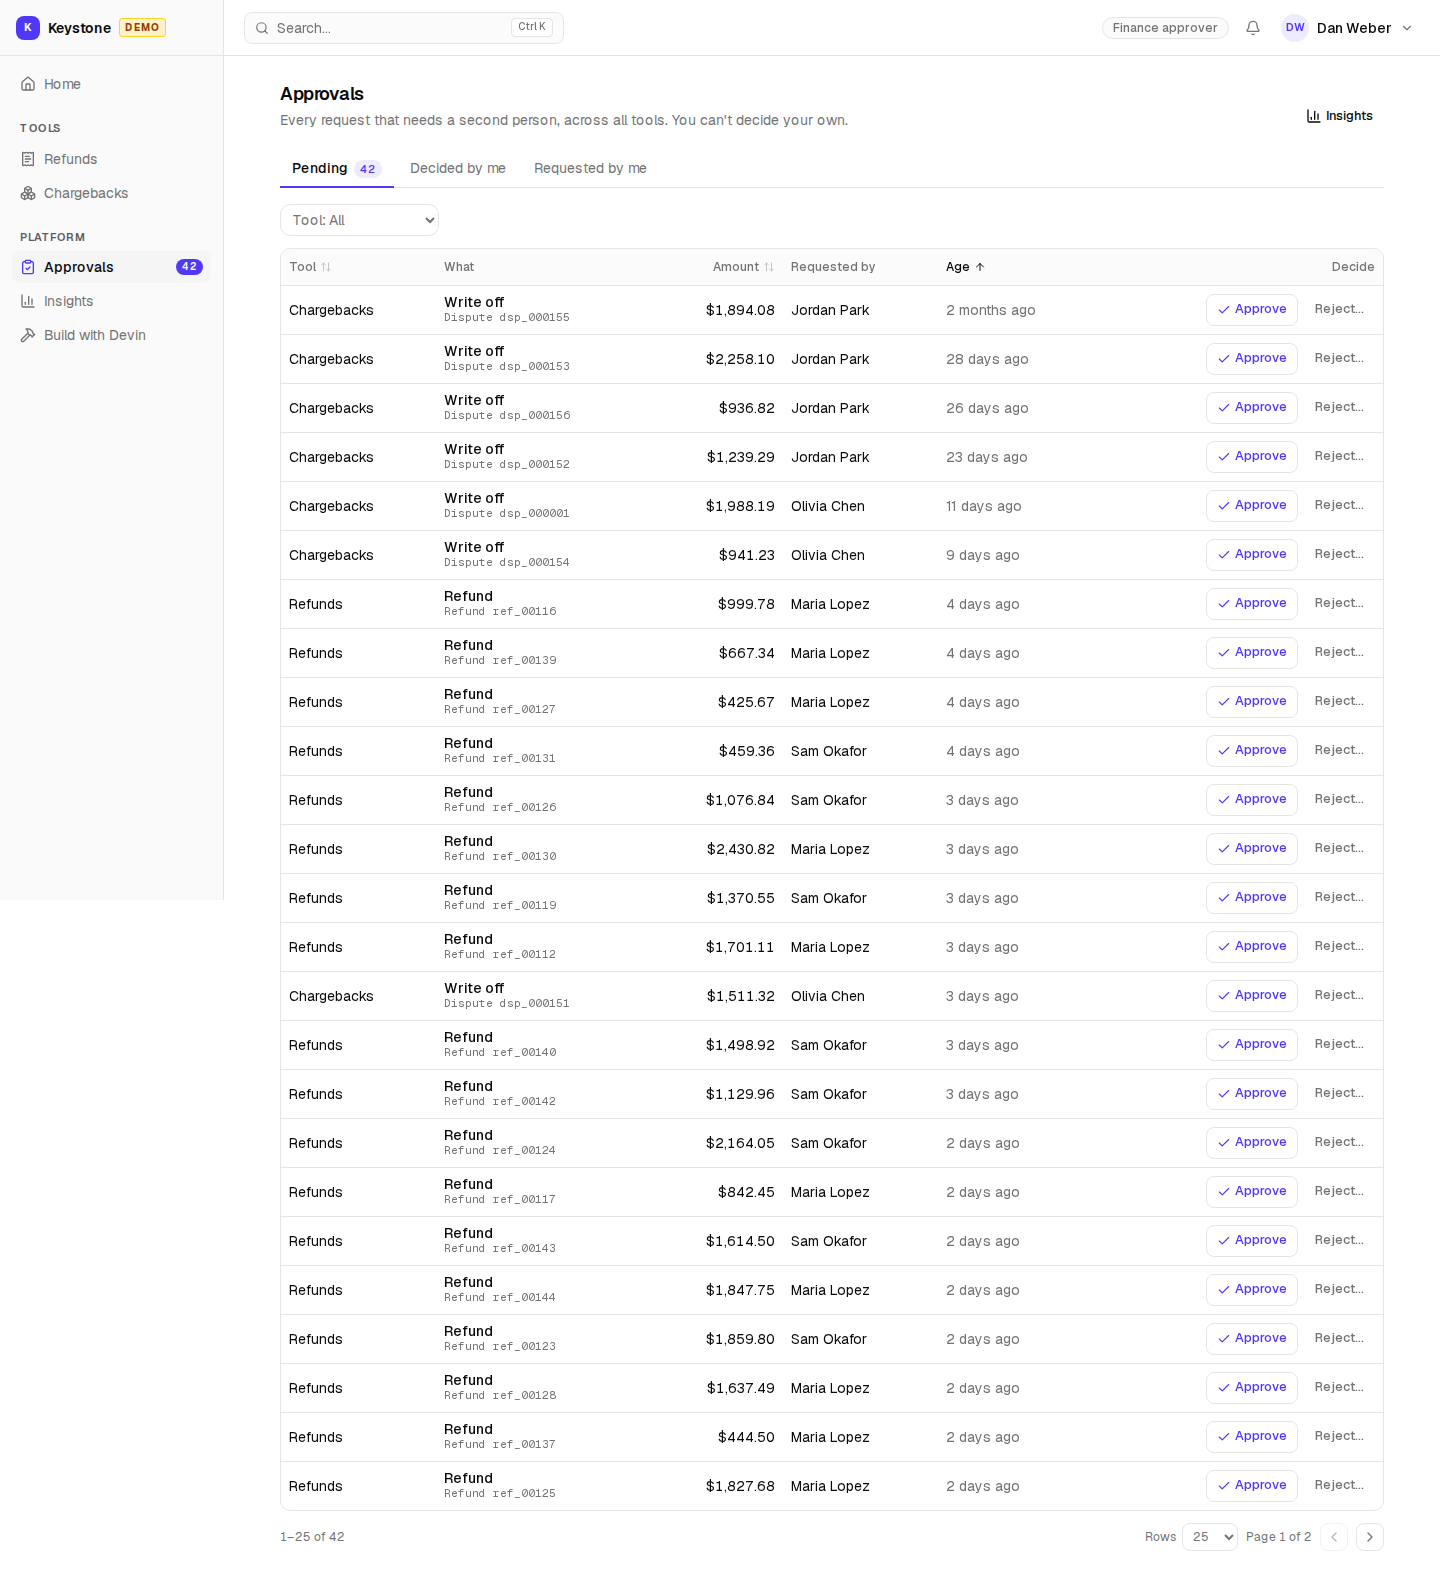 K Keystone DEMO
Search... Ctrl K
Finance approver
DW Dan Weber
Home
TOOLS
Refunds
Chargebacks
PLATFORM
Approvals 42
Insights
Build with Devin
Approvals
Every request that needs a second person, across all tools. You can't decide your own.
Insights
Pending 42 Decided by me Requested by me
Tool: All
Tool What Amount Requested by Age Decide
Chargebacks Write off $1,894.08 Jordan Park 2 months ago Approve Reject...
Dispute dsp_000155
Chargebacks Write off $2,258.10 Jordan Park 28 days ago Approve Reject...
Dispute dsp_000153
Chargebacks Write off $936.82 Jordan Park 26 days ago Approve Reject...
Dispute dsp_000156
Chargebacks Write off $1,239.29 Jordan Park 23 days ago Approve Reject...
Dispute dsp_000152
Chargebacks Write off $1,988.19 Olivia Chen 11 days ago Approve Reject...
Dispute dsp_000001
Chargebacks Write off $941.23 Olivia Chen 9 days ago Approve Reject...
Dispute dsp_000154
Refunds Refund $999.78 Maria Lopez 4 days ago Approve Reject...
Refund ref_00116
Refunds Refund $667.34 Maria Lopez 4 days ago Approve Reject...
Refund ref_00139
Refunds Refund $425.67 Maria Lopez 4 days ago Approve Reject...
Refund ref_00127
Refunds Refund $459.36 Sam Okafor 4 days ago Approve Reject...
Refund ref_00131
Refunds Refund $1,076.84 Sam Okafor 3 days ago Approve Reject...
Refund ref_00126
Refunds Refund $2,430.82 Maria Lopez 3 days ago Approve Reject...
Refund ref_00130
Refunds Refund $1,370.55 Sam Okafor 3 days ago Approve Reject...
Refund ref_00119
Refunds Refund $1,701.11 Maria Lopez 3 days ago Approve Reject...
Refund ref_00112
Chargebacks Write off $1,511.32 Olivia Chen 3 days ago Approve Reject...
Dispute dsp_000151
Refunds Refund $1,498.92 Sam Okafor 3 days ago Approve Reject...
Refund ref_00140
Refunds Refund $1,129.96 Sam Okafor 3 days ago Approve Reject...
Refund ref_00142
Refunds Refund $2,164.05 Sam Okafor 2 days ago Approve Reject...
Refund ref_00124
Refunds Refund $842.45 Maria Lopez 2 days ago Approve Reject...
Refund ref_00117
Refunds Refund $1,614.50 Sam Okafor 2 days ago Approve Reject...
Refund ref_00143
Refunds Refund $1,847.75 Maria Lopez 2 days ago Approve Reject...
Refund ref_00144
Refunds Refund $1,859.80 Sam Okafor 2 days ago Approve Reject...
Refund ref_00123
Refunds Refund $1,637.49 Maria Lopez 2 days ago Approve Reject...
Refund ref_00128
Refunds Refund $444.50 Maria Lopez 2 days ago Approve Reject...
Refund ref_00137
Refunds Refund $1,827.68 Maria Lopez 2 days ago Approve Reject...
Refund ref_00125
1–25 of 42
Rows 25 Page 1 of 2